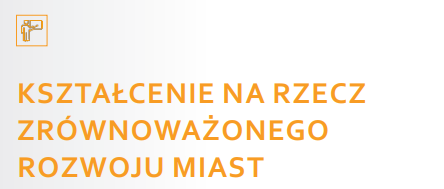 KSZTAŁCENIE NA RZECZ
ZRÓWNOWAŻONEGO
ROZWOJU MIAST